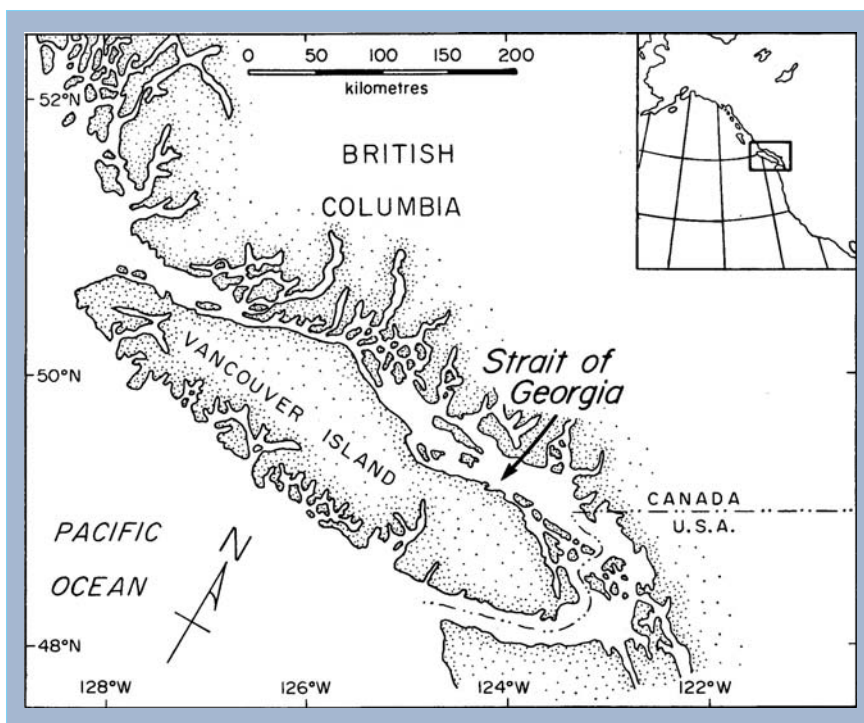 0 50 100 150 200
kilometres
52°N
BRITISH
COLUMBIA
50°N
VANCOUVER ISLAND
Strait of
Georgia
CANADA
U.S.A.
PACIFIC
OCEAN
N
48°N
128°W 126°W 124°W 122°W